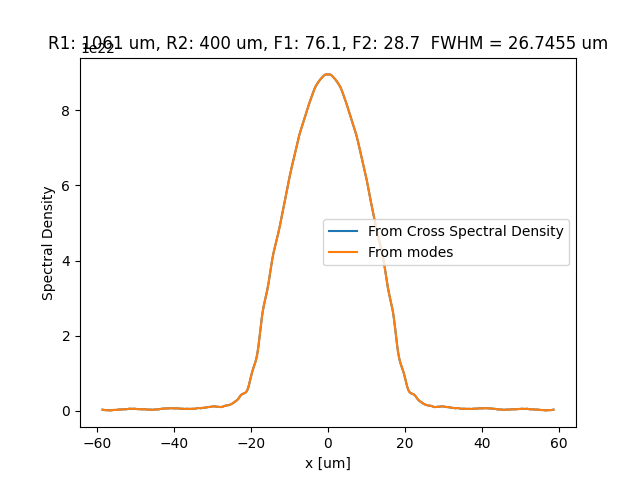 R1: 1061 um, R2: 400 um, F1: 76.1, F2: 28.7  FWHM = 26.7455 um
1e22
8
6
4
2
0
Spectral Density
From Cross Spectral Density
From modes
−60 −40 −20 0 20 40 60
x [um]